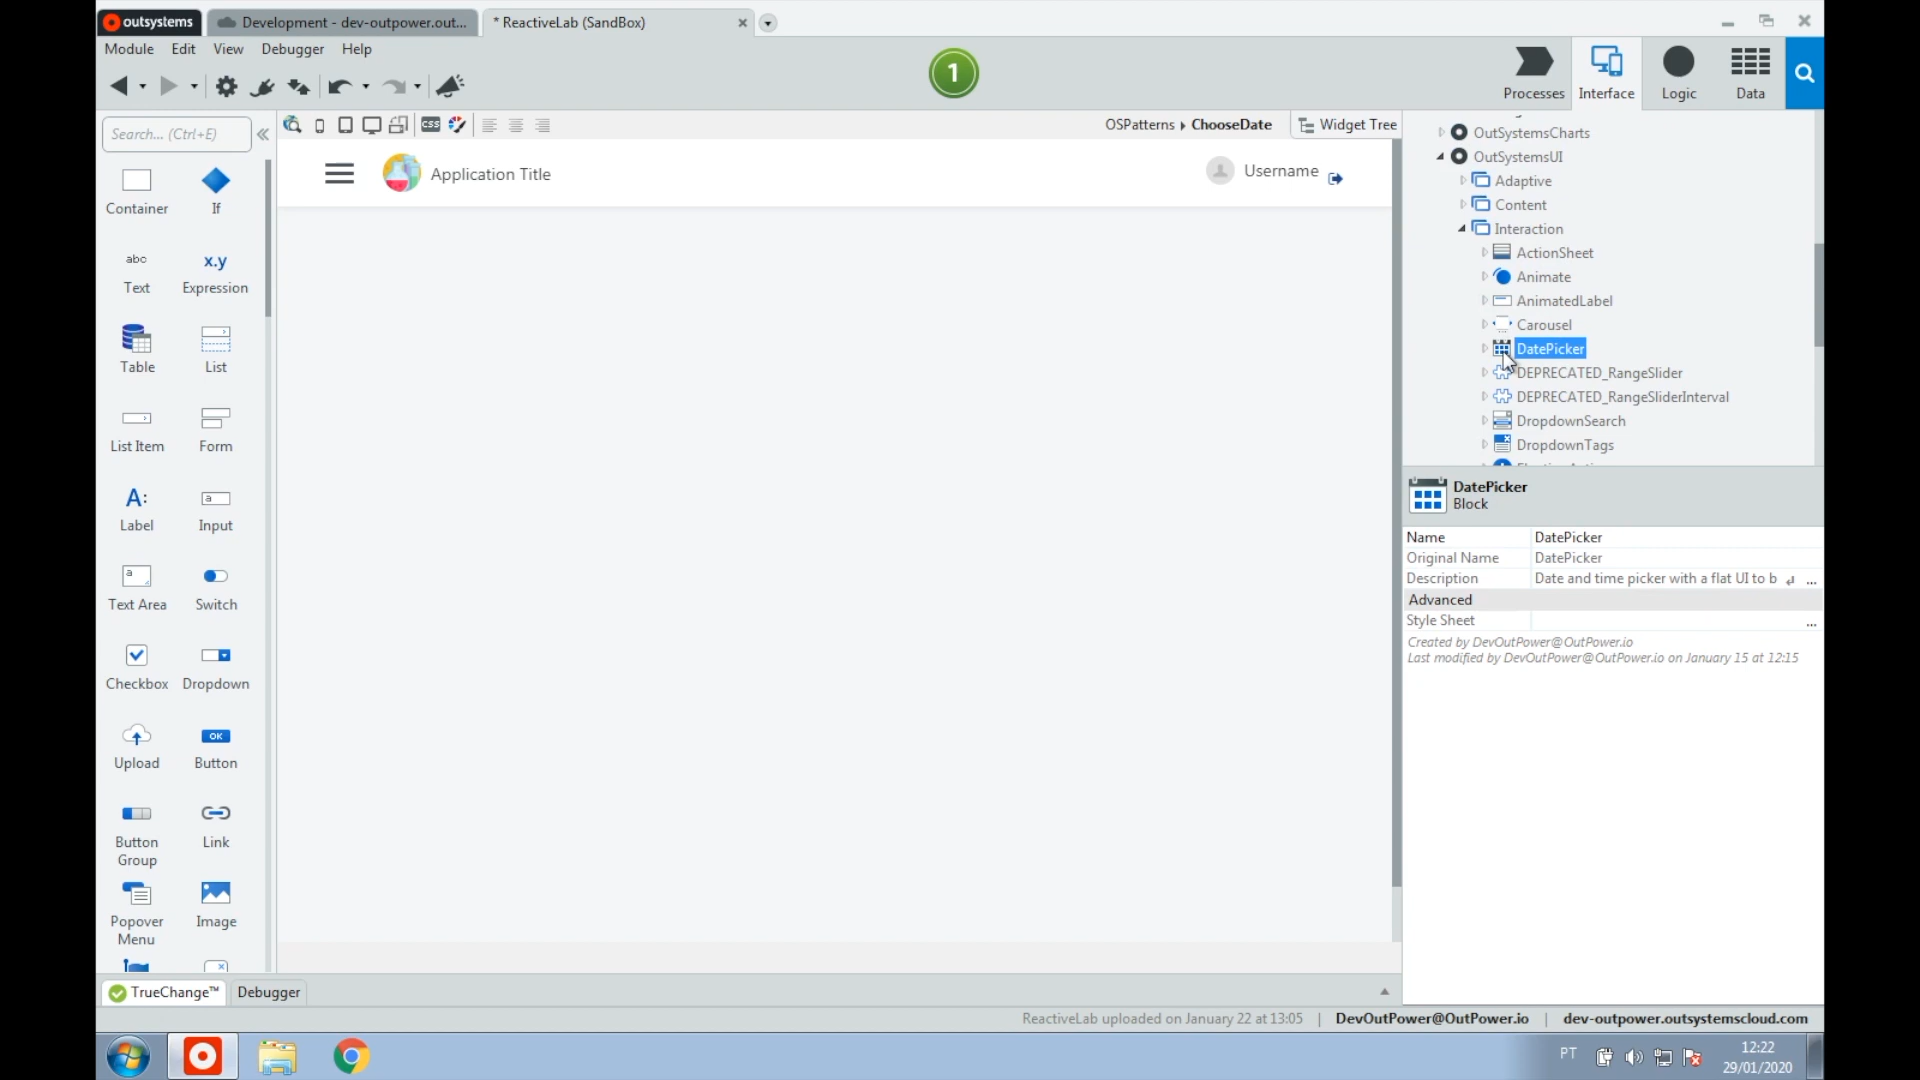 outsystems
Development - dev-outpower.out...
* ReactiveLab (SandBox)
Module Edit View Debugger Help
1
Processes Interface Logic Data
Search... (Ctrl+E)
CSS
OSPatterns ▸ ChooseDate
Widget Tree
Container
If
abc
Text
x.y
Expression
Table
List
List Item
Form
A:
Label
a
Input
a
Text Area
Switch
Checkbox
Dropdown
Upload
OK
Button
Button Group
Link
Popover Menu
Image
Application Title
Username
OutSystemsCharts
OutSystemsUI
Adaptive
Content
Interaction
ActionSheet
Animate
AnimatedLabel
Carousel
DatePicker
DEPRECATED_RangeSlider
DEPRECATED_RangeSliderInterval
DropdownSearch
DropdownTags
DatePicker
Block
Name DatePicker
Original Name DatePicker
Description Date and time picker with a flat UI to b ...
Advanced
Style Sheet ...
Created by DevOutPower@OutPower.io
Last modified by DevOutPower@OutPower.io on January 15 at 12:15
TrueChange™ Debugger
ReactiveLab uploaded on January 22 at 13:05 | DevOutPower@OutPower.io | dev-outpower.outsystemscloud.com
PT
12:22
29/01/2020